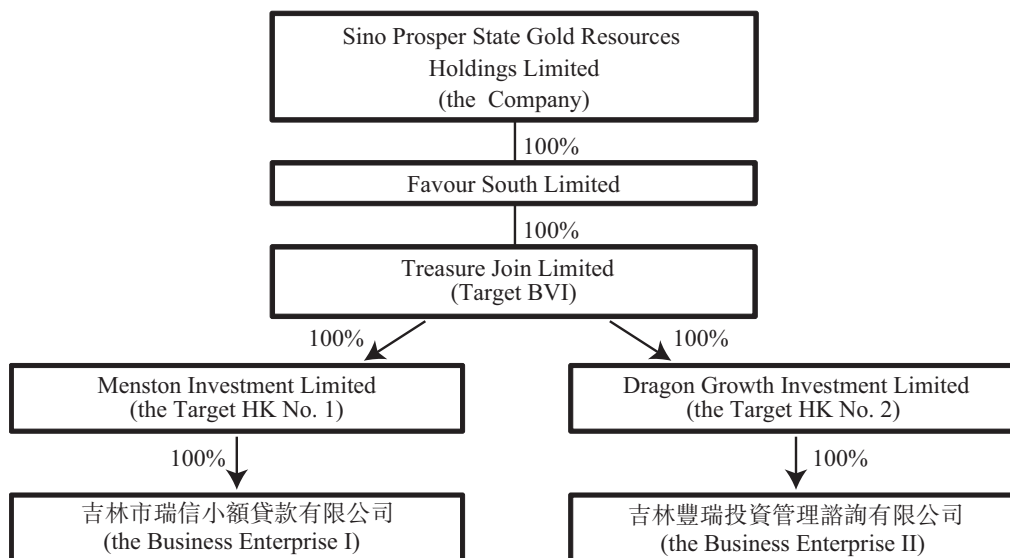 Sino Prosper State Gold Resources
Holdings Limited
(the Company)
100%
Favour South Limited
100%
Treasure Join Limited
(Target BVI)
100%
100%
Menston Investment Limited
(the Target HK No. 1)
Dragon Growth Investment Limited
(the Target HK No. 2)
100%
100%
吉林市瑞信小額貸款有限公司
(the Business Enterprise I)
吉林豐瑞投資管理諮詢有限公司
(the Business Enterprise II)